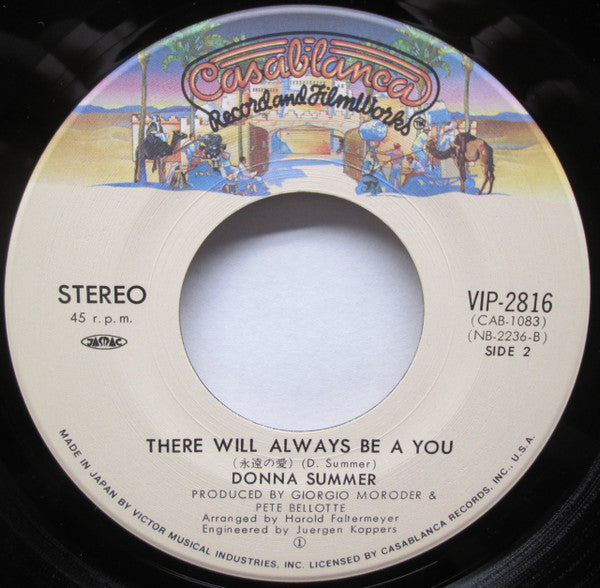 Casablanca
Record and FilmWorks
TM
STEREO
45 r.p.m.
JASRAC
VIP-2816
(CAB-1083)
(NB-2236-B)
SIDE 2
THERE WILL ALWAYS BE A YOU
(永遠の愛) (D. Summer)
DONNA SUMMER
PRODUCED BY GIORGIO MORODER &
PETE BELLOTTE
Arranged by Harold Faltermeyer
Engineered by Juergen Koppers
①
MADE IN JAPAN BY VICTOR MUSICAL INDUSTRIES, INC. LICENSED BY CASABLANCA RECORDS, INC., U.S.A.